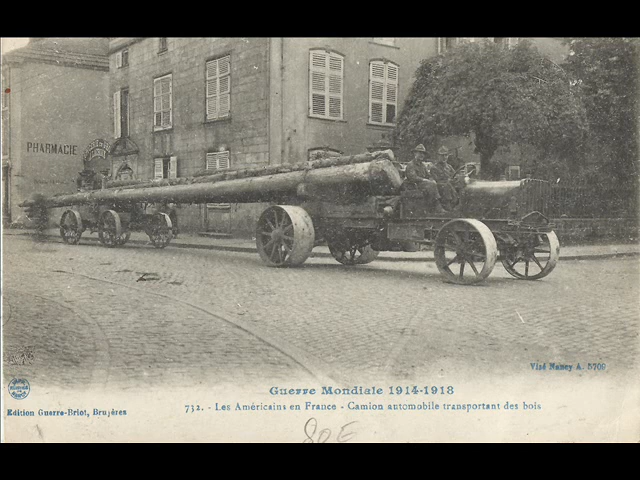 PHARMACIE
Visé Nancy A. 5709
Guerre Mondiale 1914-1918
732. - Les Américains en France - Camion automobile transportant des bois
Edition Guerre-Briot, Bruyères
80E